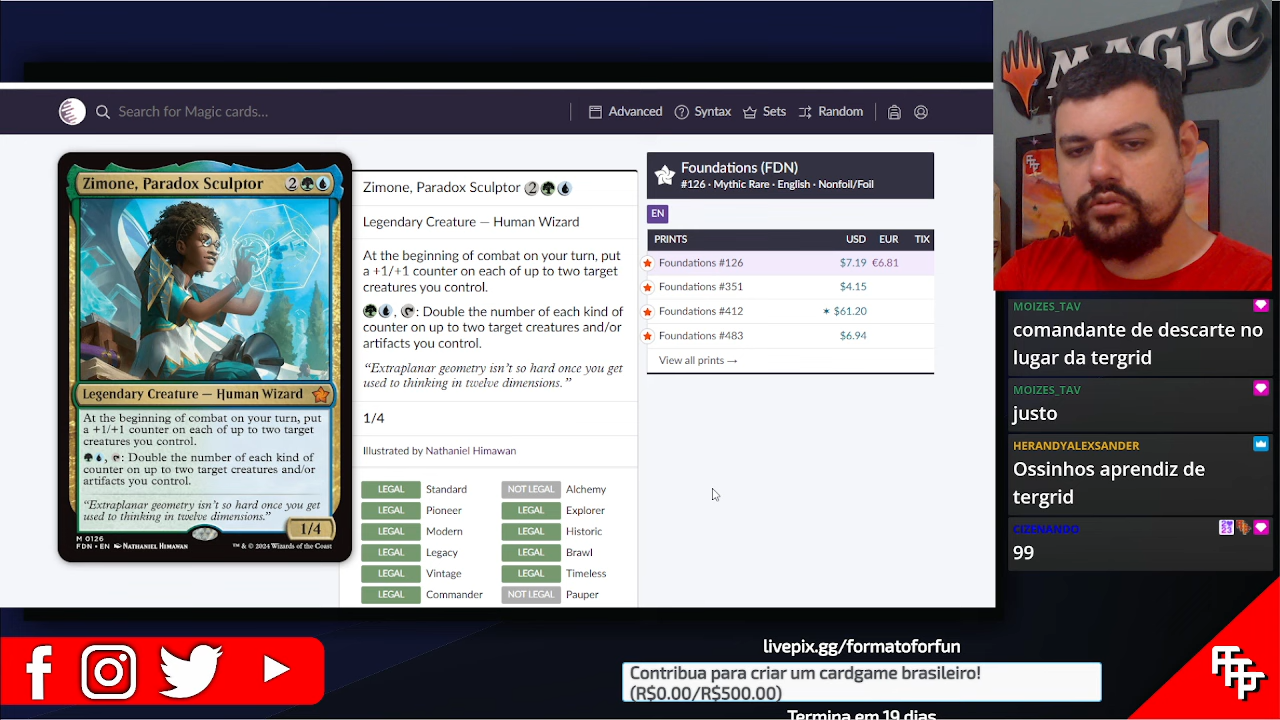 Search for Magic cards...
Advanced
Syntax
Sets
Random
Zimone, Paradox Sculptor 2
Legendary Creature — Human Wizard
At the beginning of combat on your turn, put
a +1/+1 counter on each of up to two target
creatures you control.
: Double the number of each kind of
counter on up to two target creatures and/or
artifacts you control.
“Extraplanar geometry isn’t so hard once you get
used to thinking in twelve dimensions.”
1/4
M 0126
FDN • EN NATHANIEL HIMAWAN
™ & © 2024 Wizards of the Coast
Zimone, Paradox Sculptor 2
Legendary Creature — Human Wizard
At the beginning of combat on your turn, put
a +1/+1 counter on each of up to two target
creatures you control.
, : Double the number of each kind of
counter on up to two target creatures and/or
artifacts you control.
“Extraplanar geometry isn’t so hard once you get
used to thinking in twelve dimensions.”
1/4
Illustrated by Nathaniel Himawan
LEGAL Standard NOT LEGAL Alchemy
LEGAL Pioneer LEGAL Explorer
LEGAL Modern LEGAL Historic
LEGAL Legacy LEGAL Brawl
LEGAL Vintage LEGAL Timeless
LEGAL Commander NOT LEGAL Pauper
Foundations (FDN)
#126 · Mythic Rare · English · Nonfoil/Foil
EN
PRINTS USD EUR TIX
Foundations #126 $7.19 €6.81
Foundations #351 $4.15
Foundations #412 ✶ $61.20
Foundations #483 $6.94
View all prints →
MAGIC
MOIZES_TAV
comandante de descarte no
lugar da tergrid
MOIZES_TAV
justo
HERANDYALEXSANDER
Ossinhos aprendiz de
tergrid
CIZENANDO
99
livepix.gg/formatoforfun
Contribua para criar um cardgame brasileiro!
(R$0.00/R$500.00)
Termina em 19 dias
FFF